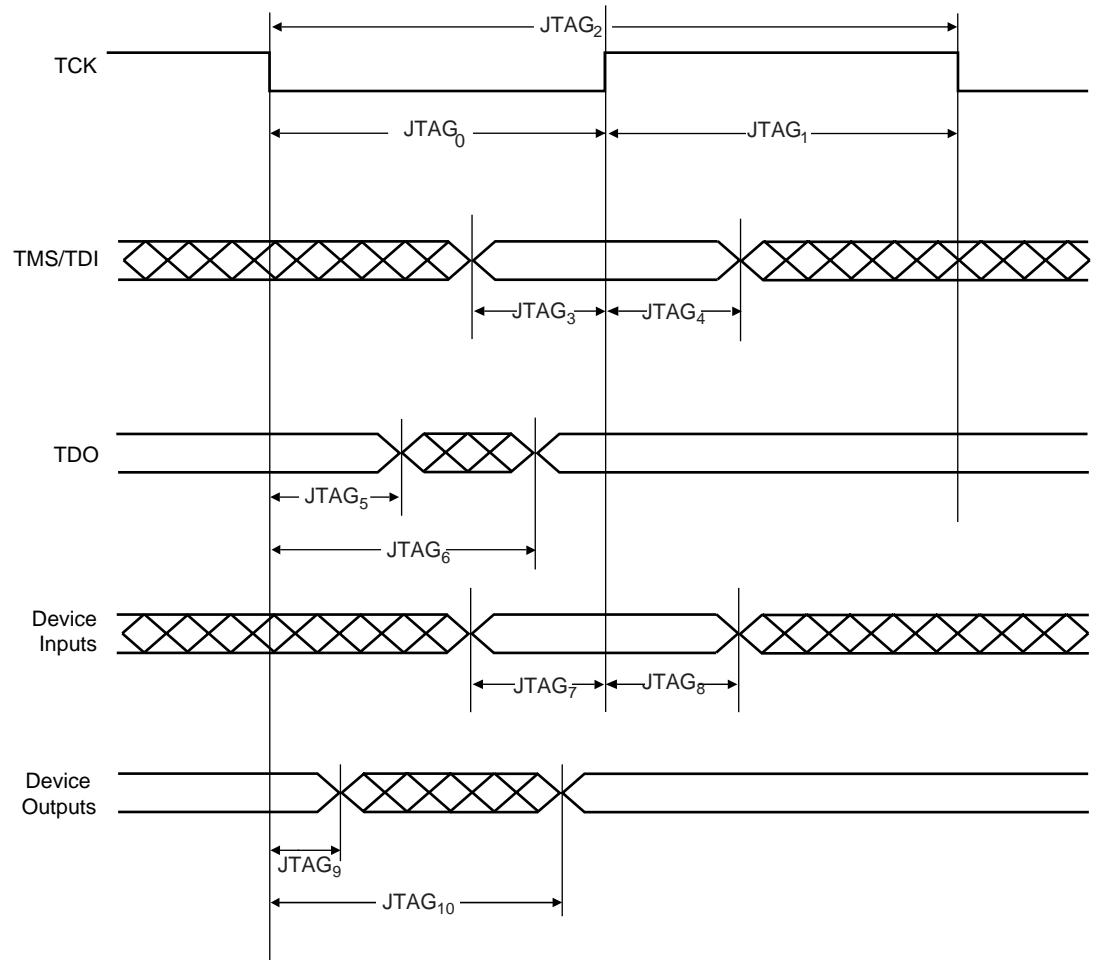 JTAG₂
TCK
JTAG₀
JTAG₁
TMS/TDI
JTAG₃
JTAG₄
TDO
JTAG₅
JTAG₆
Device
Inputs
JTAG₇
JTAG₈
Device
Outputs
JTAG₉
JTAG₁₀